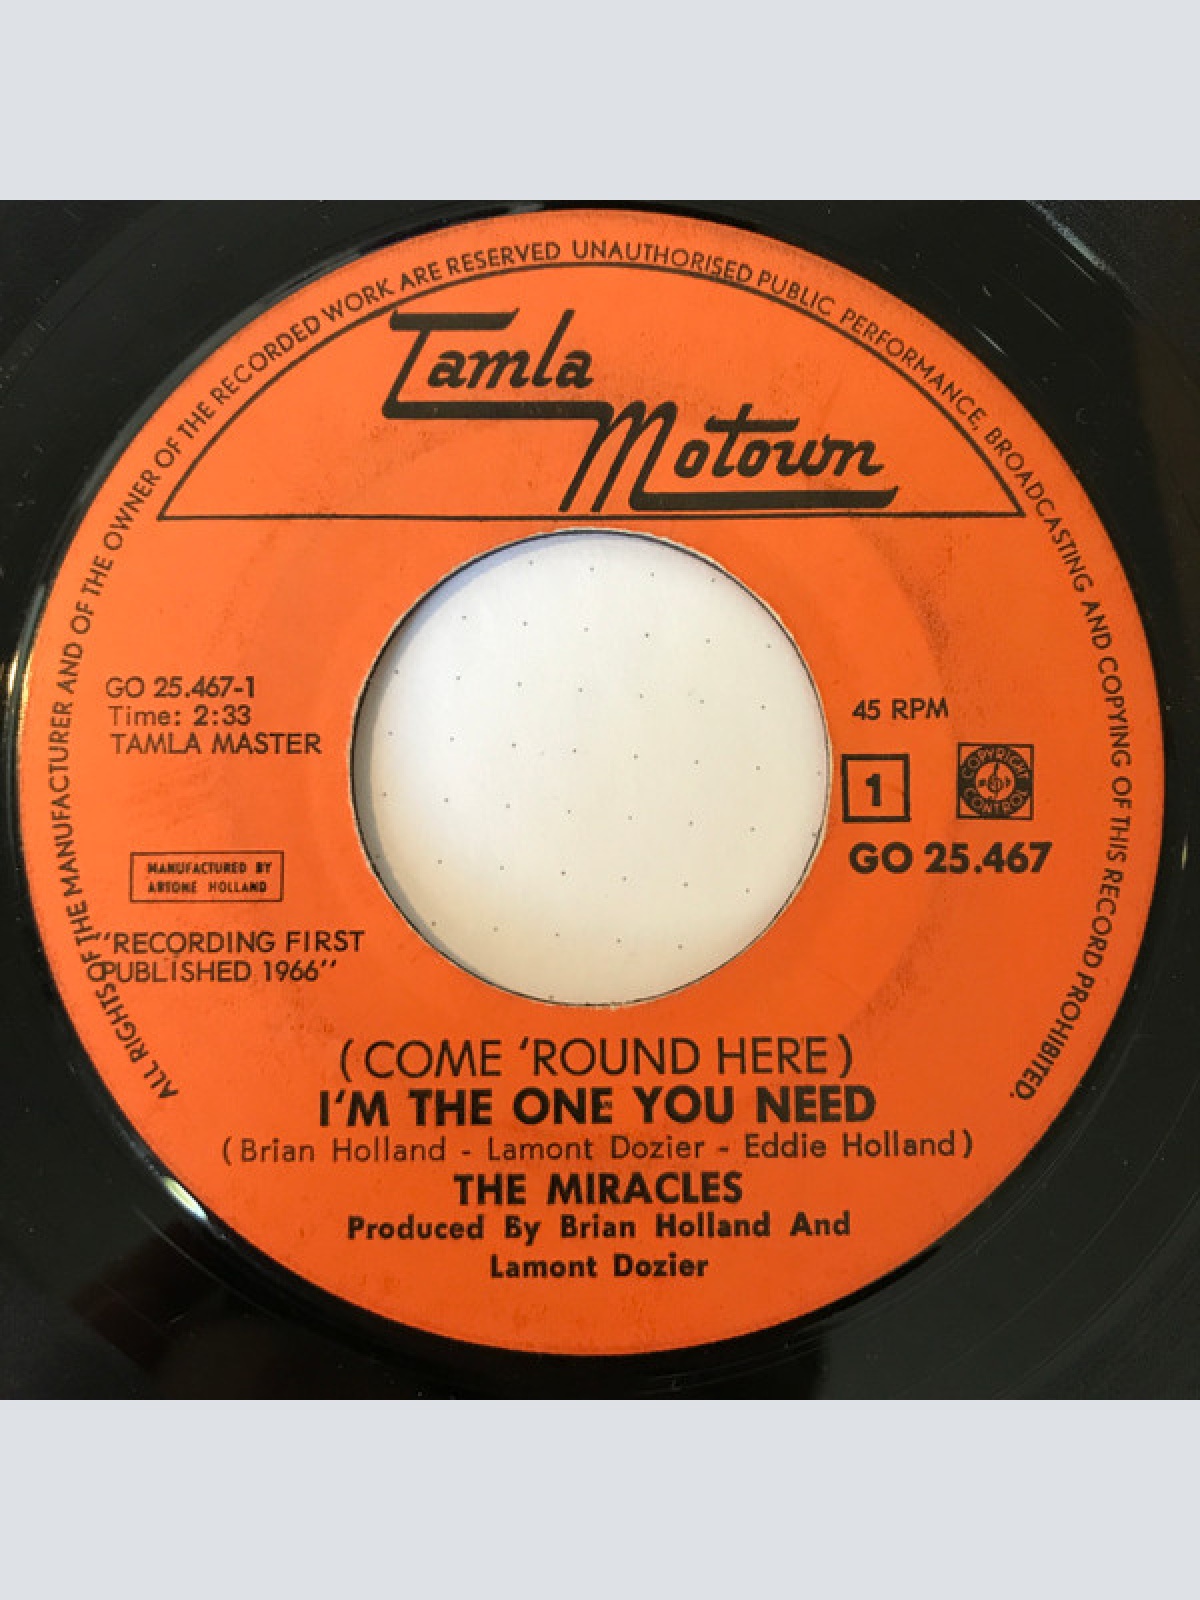 ALL RIGHTS OF THE MANUFACTURER AND OF THE OWNER OF THE RECORDED WORK ARE RESERVED UNAUTHORISED PUBLIC PERFORMANCE, BROADCASTING AND COPYING OF THIS RECORD PROHIBITED.
Tamla
Motown
GO 25.467-1
Time: 2:33
TAMLA MASTER
45 RPM
1
COPYRIGHT
CONTROL
GO 25.467
MANUFACTURED BY
ARTONE HOLLAND
"RECORDING FIRST
PUBLISHED 1966''
(COME 'ROUND HERE)
I'M THE ONE YOU NEED
(Brian Holland - Lamont Dozier - Eddie Holland)
THE MIRACLES
Produced By Brian Holland And
Lamont Dozier